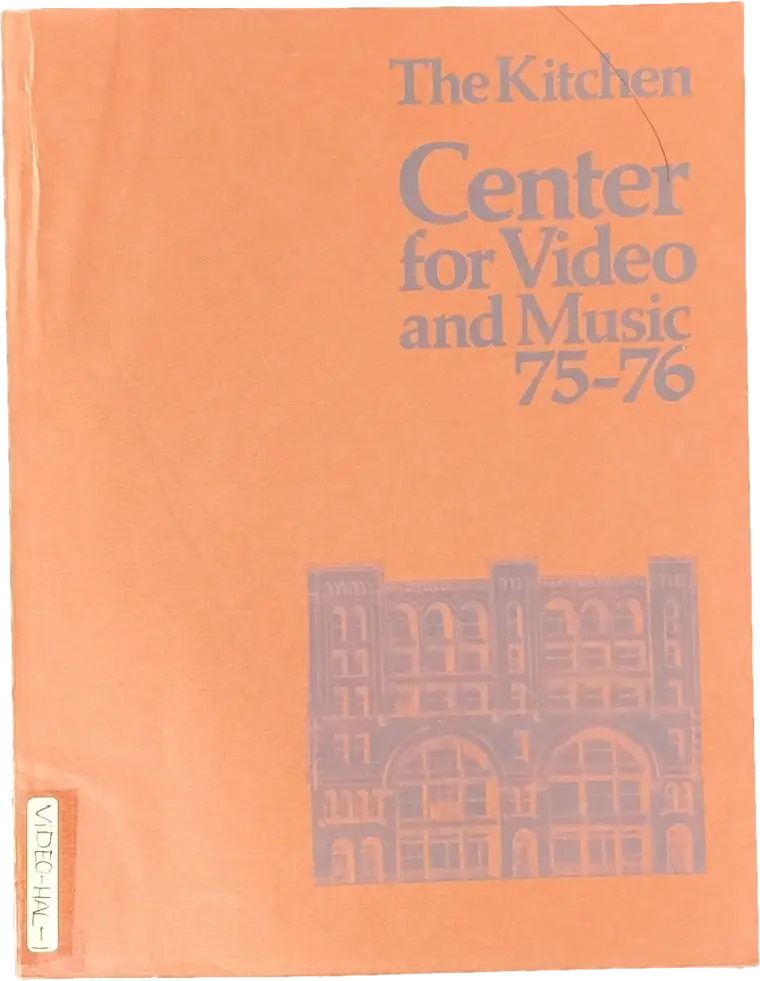 The Kitchen
Center
for Video
and Music
75-76
ViDEO-HAL-1